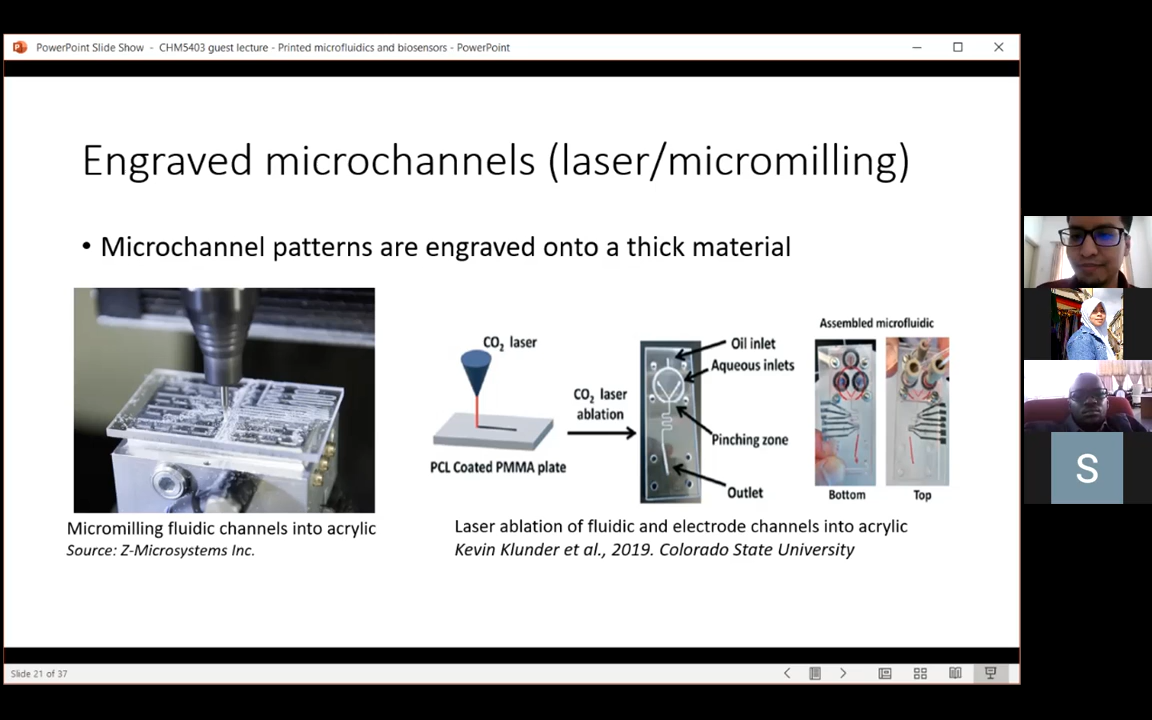 PowerPoint Slide Show - CHM5403 guest lecture - Printed microfluidics and biosensors - PowerPoint
Engraved microchannels (laser/micromilling)
• Microchannel patterns are engraved onto a thick material
CO2 laser
PCL Coated PMMA plate
CO2 laser
ablation
Oil inlet
Aqueous inlets
Pinching zone
Outlet
Assembled microfluidic
Bottom
Top
Micromilling fluidic channels into acrylic
Source: Z-Microsystems Inc.
Laser ablation of fluidic and electrode channels into acrylic
Kevin Klunder et al., 2019. Colorado State University
S
Slide 21 of 37